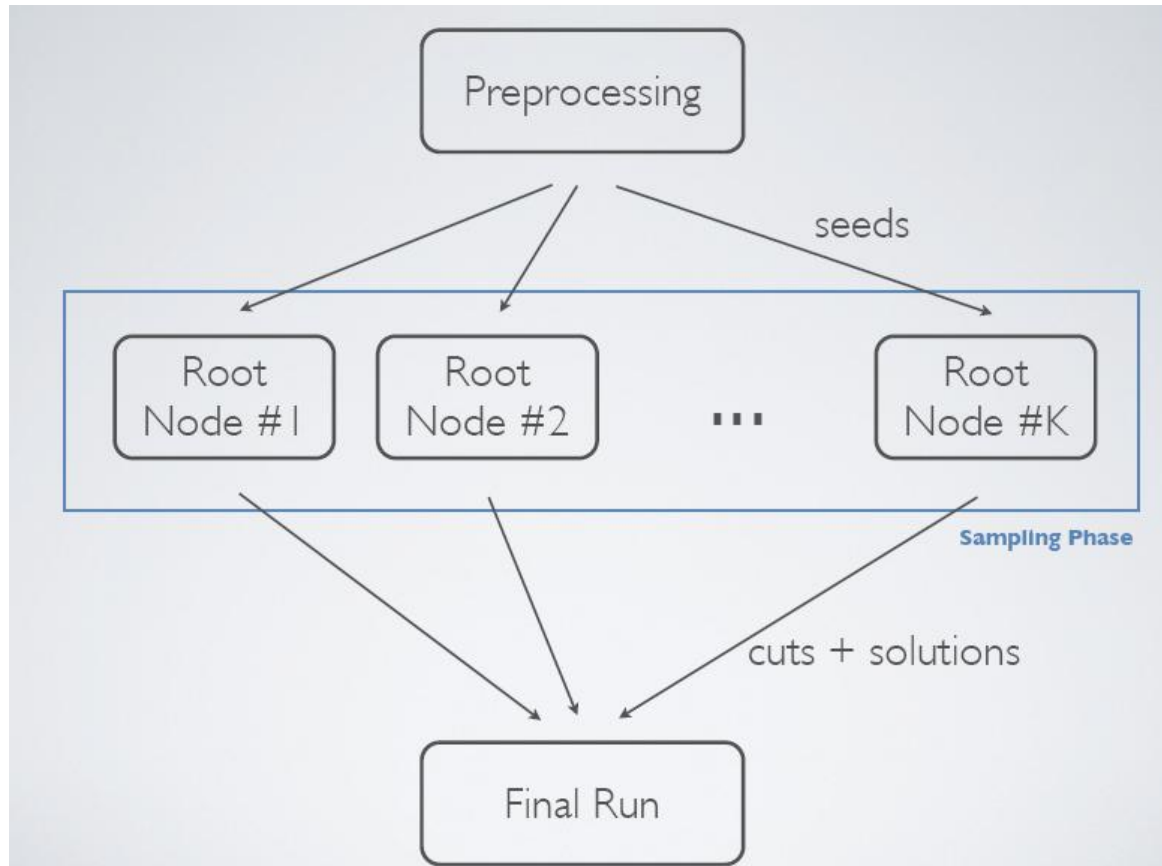 Preprocessing
seeds
Root
Node #1
Root
Node #2
...
Root
Node #K
Sampling Phase
cuts + solutions
Final Run